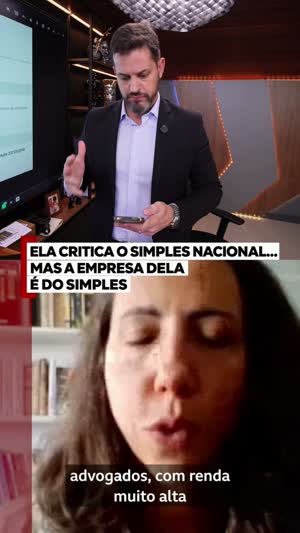 ELA CRITICA O SIMPLES NACIONAL...
MAS A EMPRESA DELA
É DO SIMPLES
advogados, com renda
muito alta